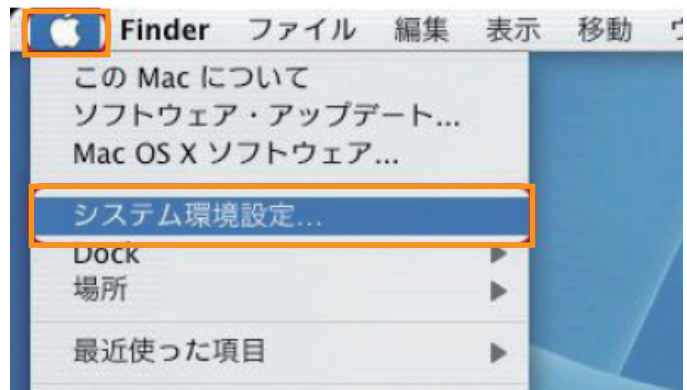 Finder ファイル 編集 表示 移動
この Mac について
ソフトウェア・アップデート...
Mac OS X ソフトウェア...
システム環境設定...
Dock
場所
最近使った項目